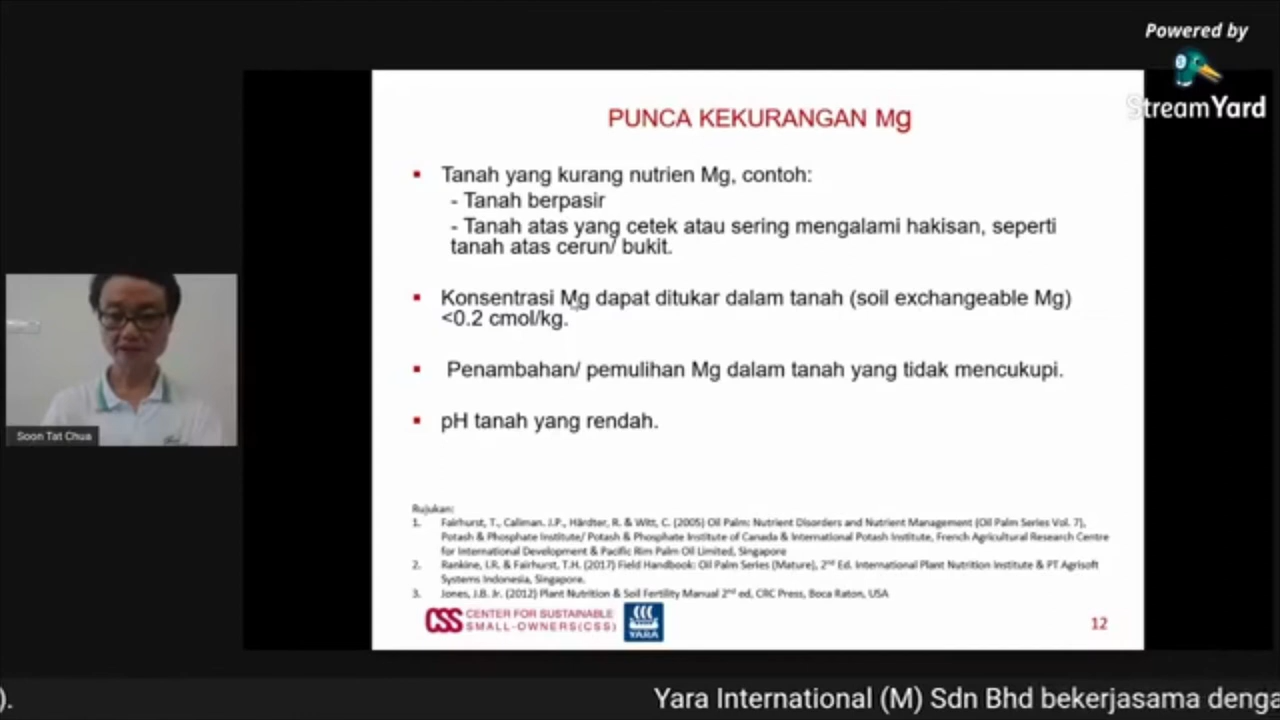 Powered by
StreamYard
PUNCA KEKURANGAN Mg
▪ Tanah yang kurang nutrien Mg, contoh:
- Tanah berpasir
- Tanah atas yang cetek atau sering mengalami hakisan, seperti
tanah atas cerun/ bukit.
▪ Konsentrasi Mg dapat ditukar dalam tanah (soil exchangeable Mg)
<0.2 cmol/kg.
▪ Penambahan/ pemulihan Mg dalam tanah yang tidak mencukupi.
▪ pH tanah yang rendah.
Soon Tat Chua
Rujukan:
1. Fairhurst, T., Caliman. J.P., Härdter, R. & Witt, C. (2005) Oil Palm: Nutrient Disorders and Nutrient Management (Oil Palm Series Vol. 7),
Potash & Phosphate Institute/ Potash & Phosphate Institute of Canada & International Potash Institute, French Agricultural Research Centre
for International Development & Pacific Rim Palm Oil Limited, Singapore
2. Rankine, I.R. & Fairhurst, T.H. (2017) Field Handbook: Oil Palm Series (Mature), 2nd Ed. International Plant Nutrition Institute & PT Agrisoft
Systems Indonesia, Singapore.
3. Jones, J.B. Jr. (2012) Plant Nutrition & Soil Fertility Manual 2nd ed, CRC Press, Boca Raton, USA
CSS CENTER FOR SUSTAINABLE
SMALL-OWNERS(CSS)
YARA
12
). Yara International (M) Sdn Bhd bekerjasama denga